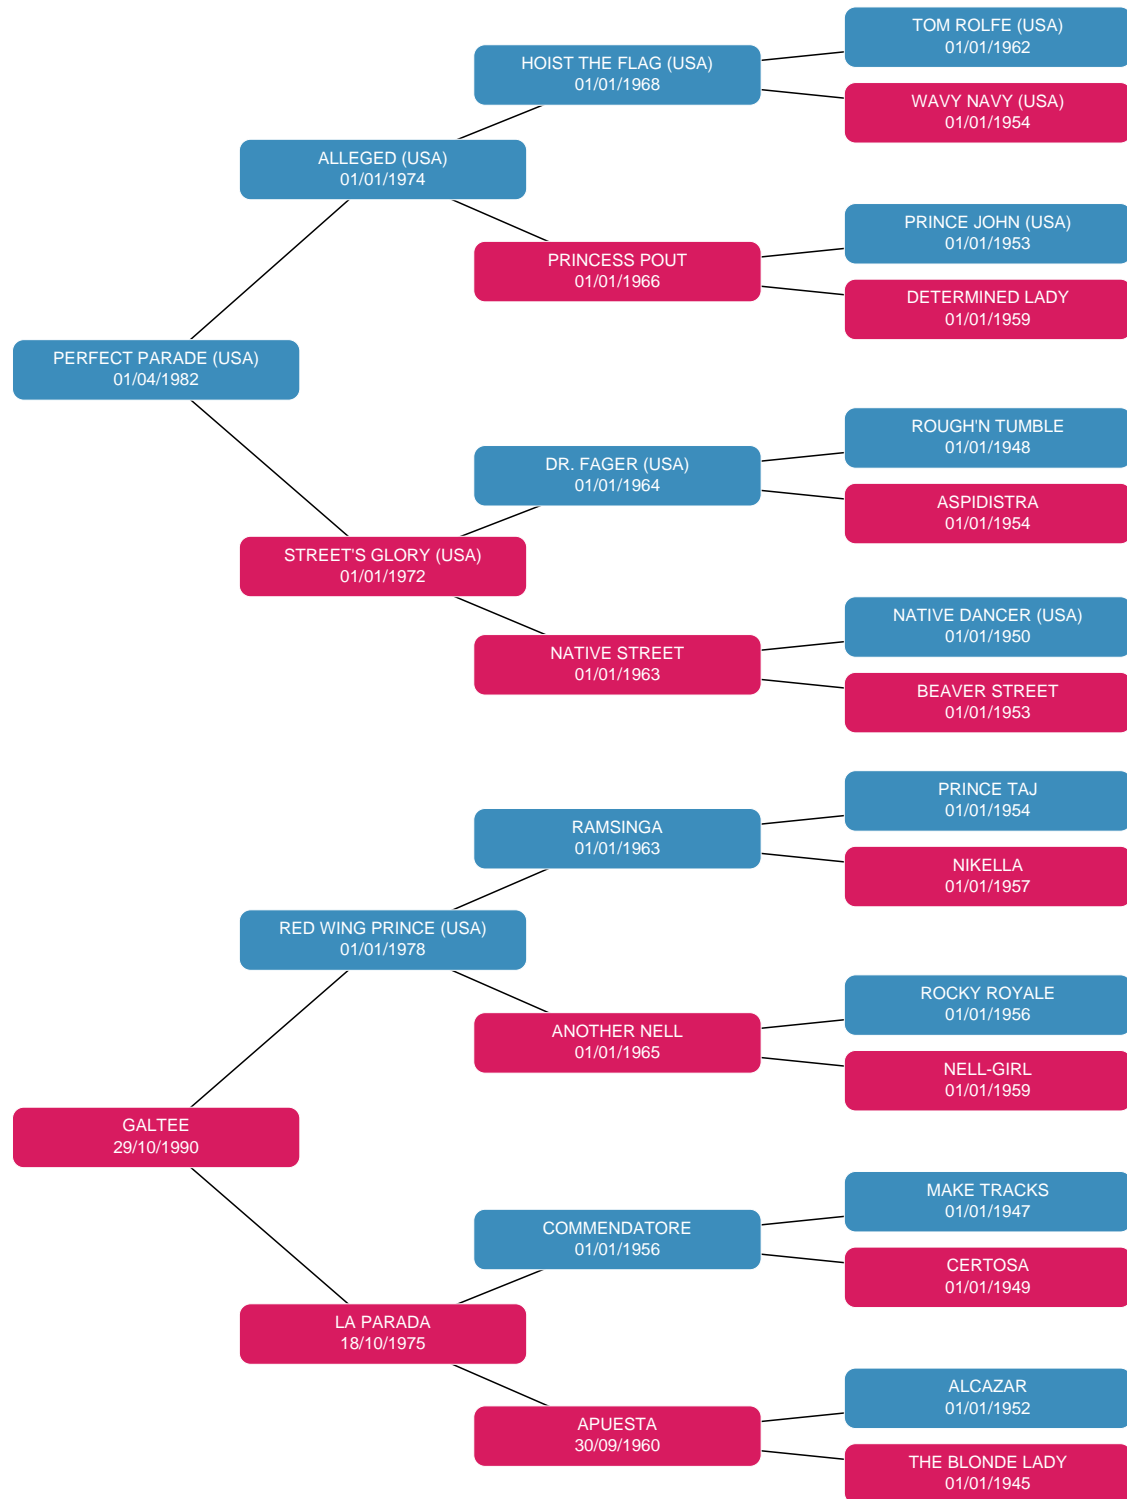 TOM ROLFE (USA)
01/01/1962
HOIST THE FLAG (USA)
01/01/1968
WAVY NAVY (USA)
01/01/1954
ALLEGED (USA)
01/01/1974
PRINCE JOHN (USA)
01/01/1953
PRINCESS POUT
01/01/1966
DETERMINED LADY
01/01/1959
PERFECT PARADE (USA)
01/04/1982
ROUGH'N TUMBLE
01/01/1948
DR. FAGER (USA)
01/01/1964
ASPIDISTRA
01/01/1954
STREET'S GLORY (USA)
01/01/1972
NATIVE DANCER (USA)
01/01/1950
NATIVE STREET
01/01/1963
BEAVER STREET
01/01/1953
PRINCE TAJ
01/01/1954
RAMSINGA
01/01/1963
NIKELLA
01/01/1957
RED WING PRINCE (USA)
01/01/1978
ROCKY ROYALE
01/01/1956
ANOTHER NELL
01/01/1965
NELL-GIRL
01/01/1959
GALTEE
29/10/1990
MAKE TRACKS
01/01/1947
COMMENDATORE
01/01/1956
CERTOSA
01/01/1949
LA PARADA
18/10/1975
ALCAZAR
01/01/1952
APUESTA
30/09/1960
THE BLONDE LADY
01/01/1945